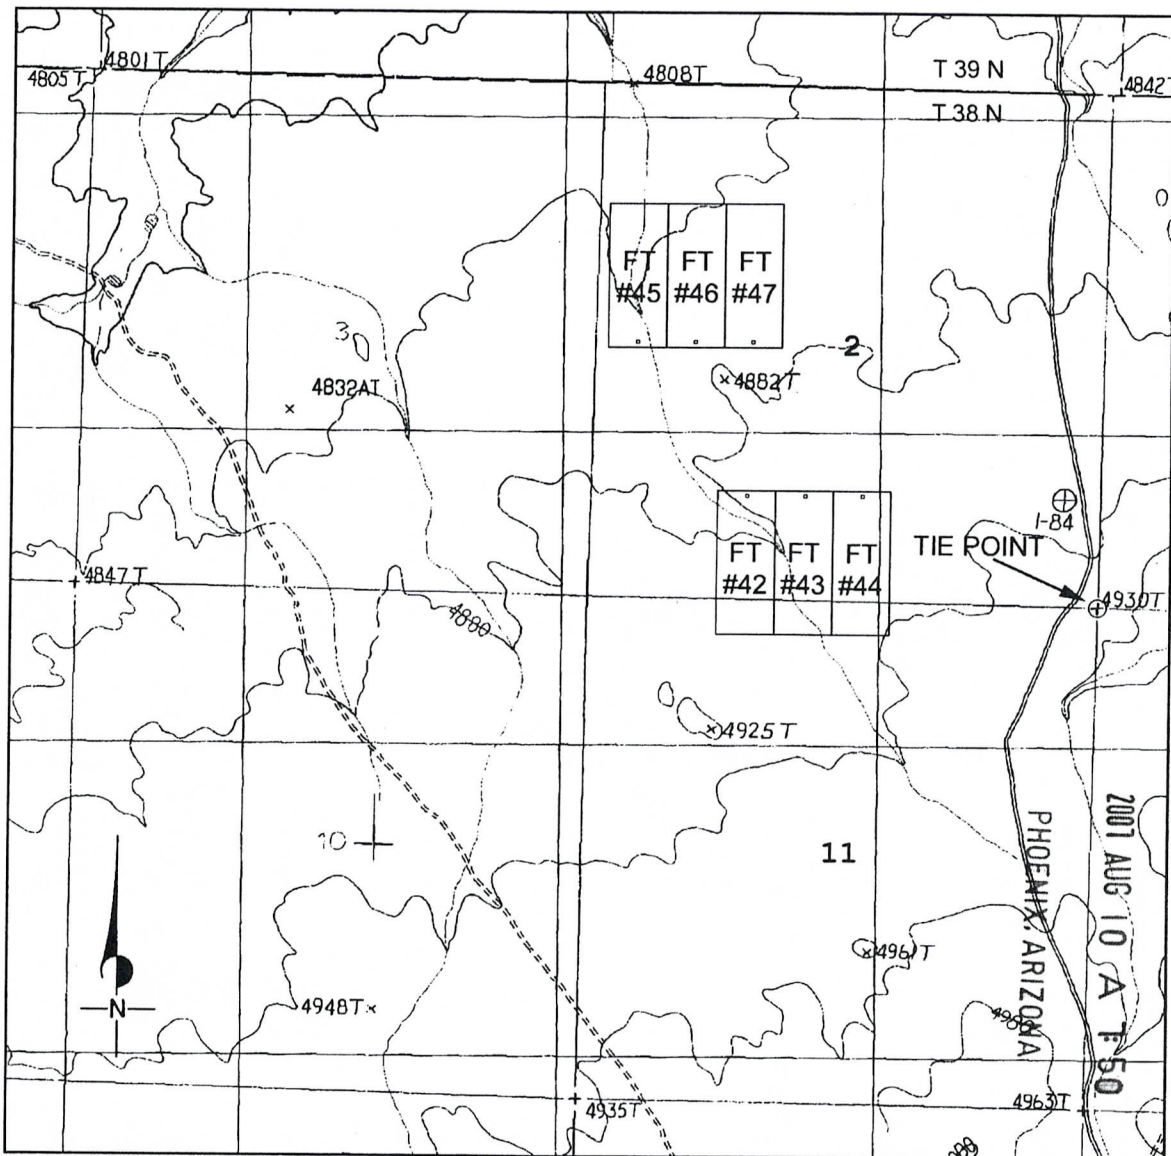 4801T
4805T
4808T
T 39 N
4842T
T 38 N
0
FT #45
FT #46
FT #47
3
2
4832AT
4882T
1-84
FT #42
FT #43
FT #44
TIE POINT
4847T
4880
4930T
4925T
10
11
2007 AUG 10 A 7:50
PHOENIX, ARIZONA
4961T
N
4948T
4935T
4963T